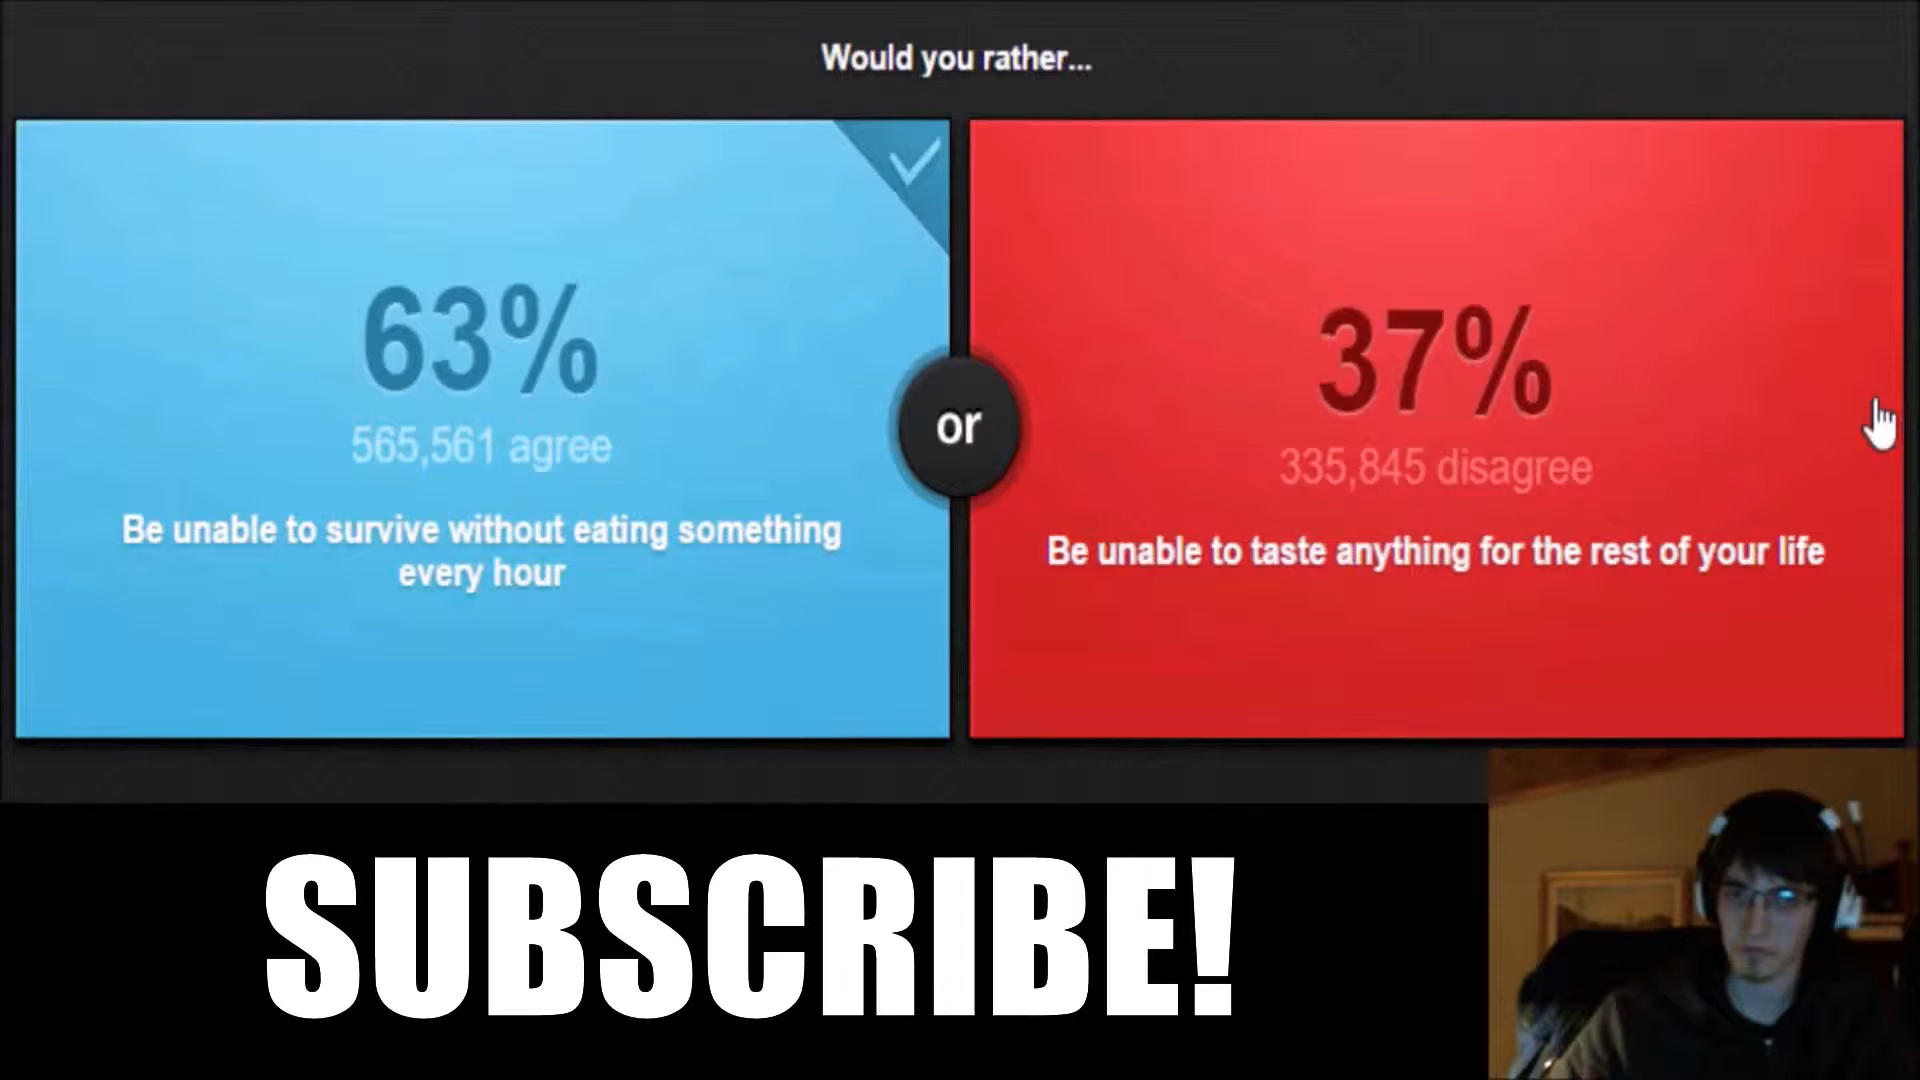 Would you rather...
63%
565,561 agree
Be unable to survive without eating something
every hour
or
37%
335,845 disagree
Be unable to taste anything for the rest of your life
SUBSCRIBE!